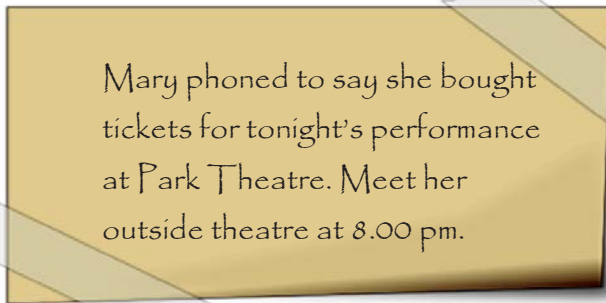 Mary phoned to say she bought
tickets for tonight's performance
at Park Theatre. Meet her
outside theatre at 8.00 pm.